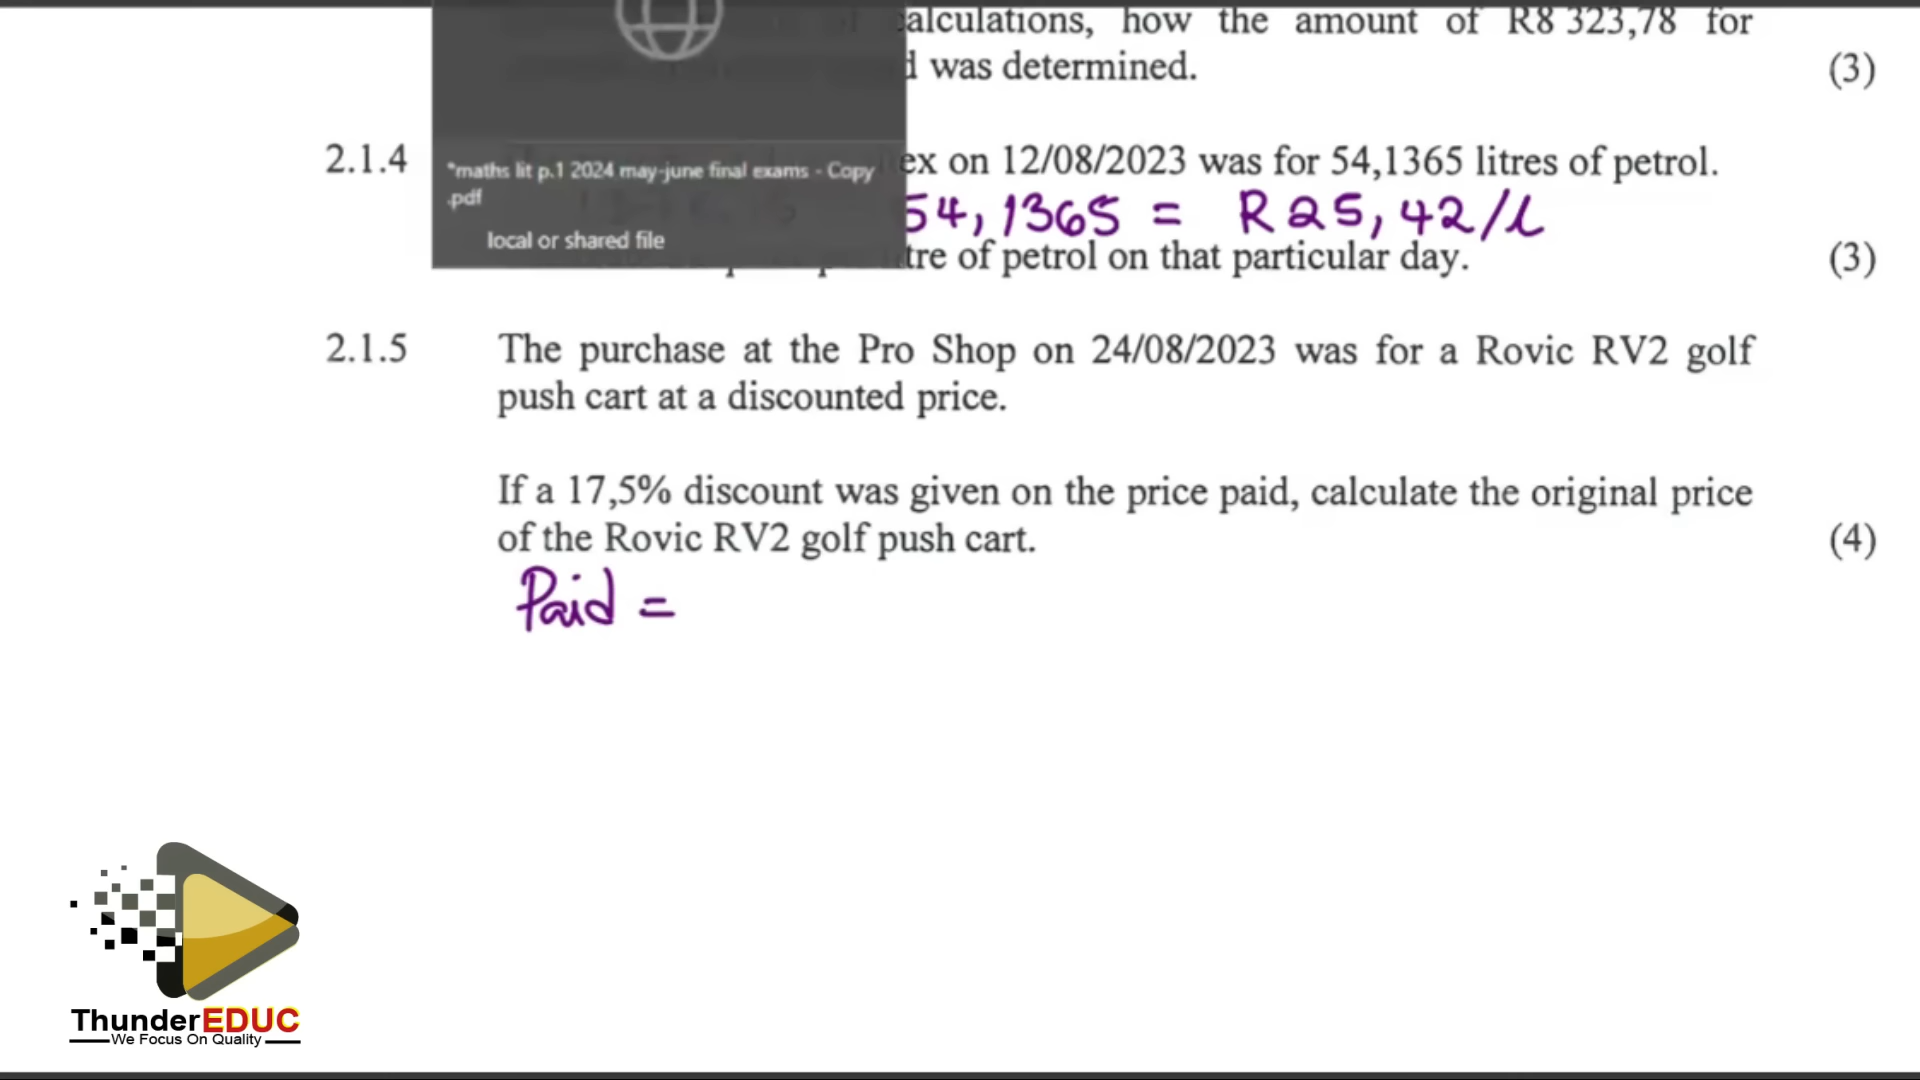 calculations, how the amount of R8 323,78 for
was determined. (3)
2.1.4 on 12/08/2023 was for 54,1365 litres of petrol.
*maths lit p.1 2024 may-june final exams - Copy
.pdf
54,1365 = R25,42/l
local or shared file
of petrol on that particular day. (3)
2.1.5 The purchase at the Pro Shop on 24/08/2023 was for a Rovic RV2 golf
push cart at a discounted price.
If a 17,5% discount was given on the price paid, calculate the original price
of the Rovic RV2 golf push cart. (4)
Paid =
ThunderEDUC
We Focus On Quality